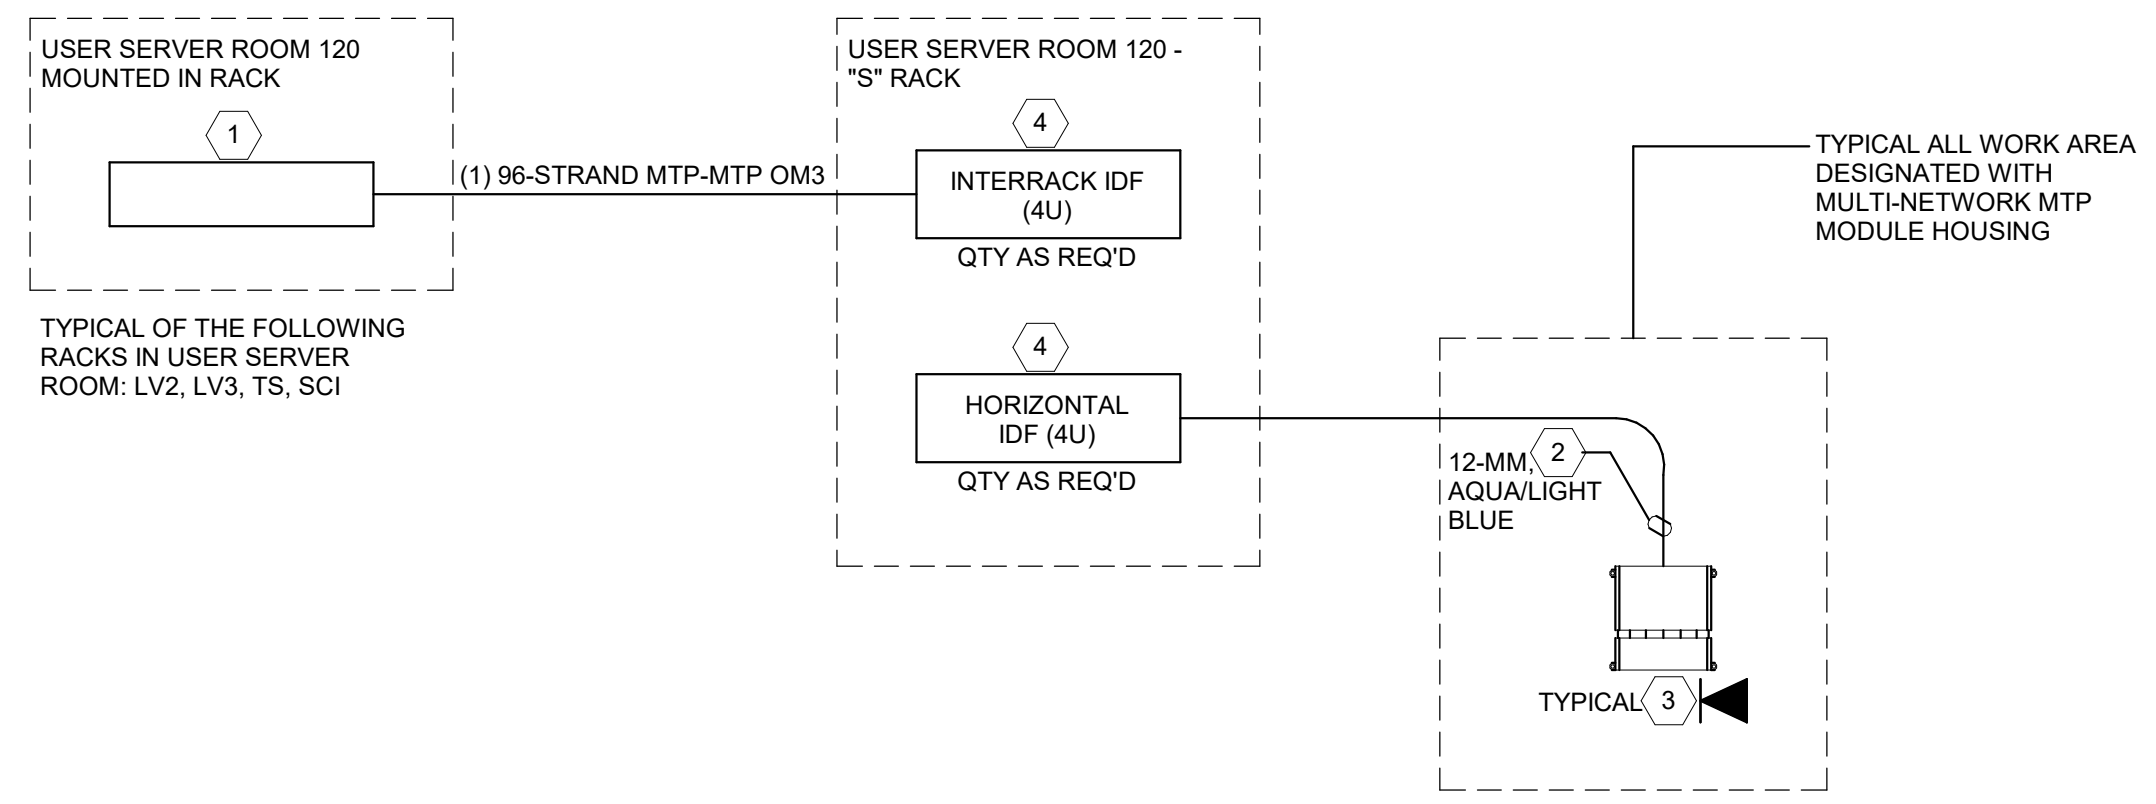 USER SERVER ROOM 120
MOUNTED IN RACK
1
(1) 96-STRAND MTP-MTP OM3
TYPICAL OF THE FOLLOWING
RACKS IN USER SERVER
ROOM: LV2, LV3, TS, SCI
USER SERVER ROOM 120 -
"S" RACK
4
INTERRACK IDF
(4U)
QTY AS REQ'D
4
HORIZONTAL
IDF (4U)
QTY AS REQ'D
TYPICAL ALL WORK AREA
DESIGNATED WITH
MULTI-NETWORK MTP
MODULE HOUSING
2
12-MM,
AQUA/LIGHT
BLUE
TYPICAL 3